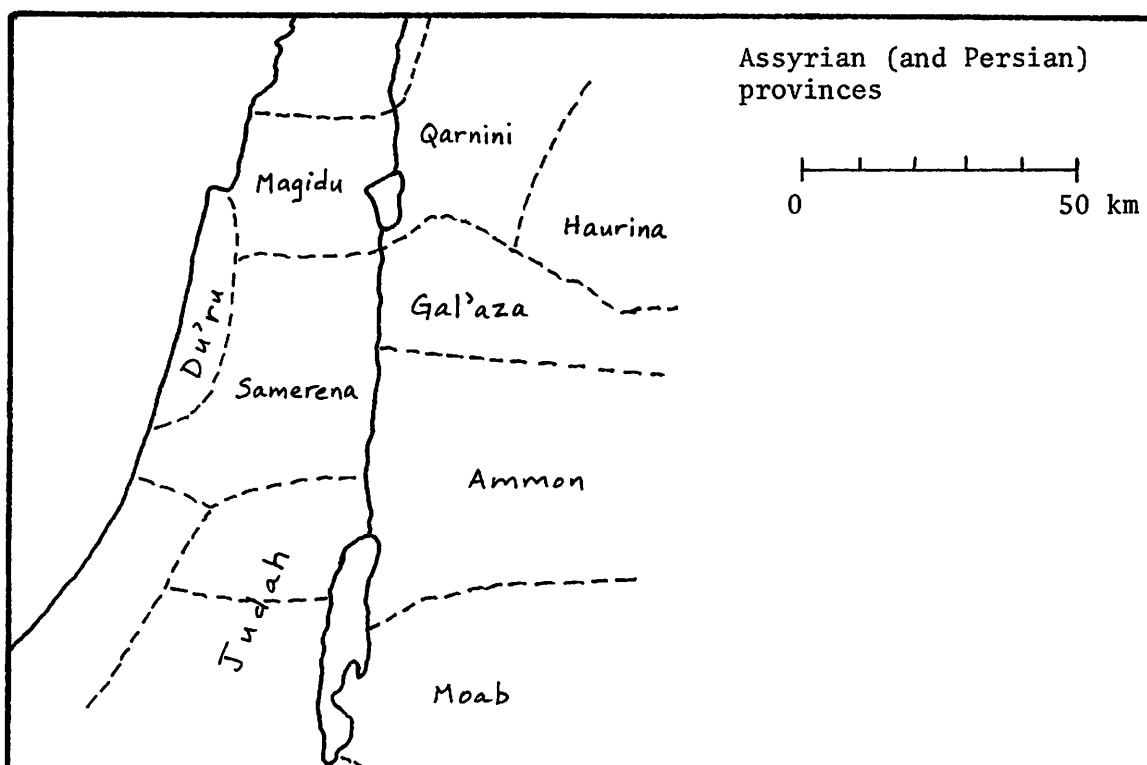 Assyrian (and Persian)
provinces
0 50 km
Qarnini
Magidu
Haurina
Gal'aza
Du'ru
Samerena
Ammon
Judah
Moab